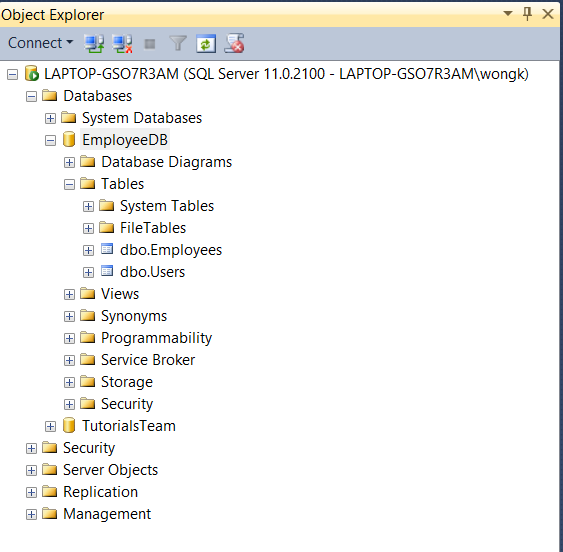 Object Explorer
Connect
LAPTOP-GSO7R3AM (SQL Server 11.0.2100 - LAPTOP-GSO7R3AM\wongk)
Databases
System Databases
EmployeeDB
Database Diagrams
Tables
System Tables
FileTables
dbo.Employees
dbo.Users
Views
Synonyms
Programmability
Service Broker
Storage
Security
TutorialsTeam
Security
Server Objects
Replication
Management